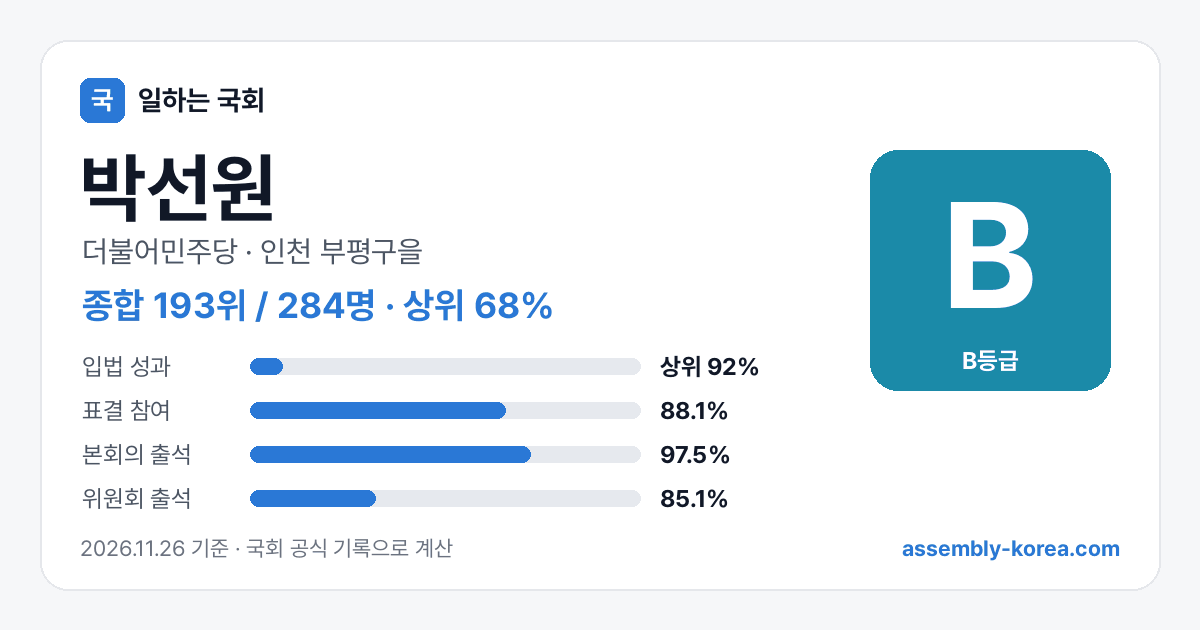 국 일하는 국회
박선원
더불어민주당 · 인천 부평구을
종합 193위 / 284명 · 상위 68%
입법 성과 상위 92%
표결 참여 88.1%
본회의 출석 97.5%
위원회 출석 85.1%
B
B등급
2026.11.26 기준 · 국회 공식 기록으로 계산
assembly-korea.com